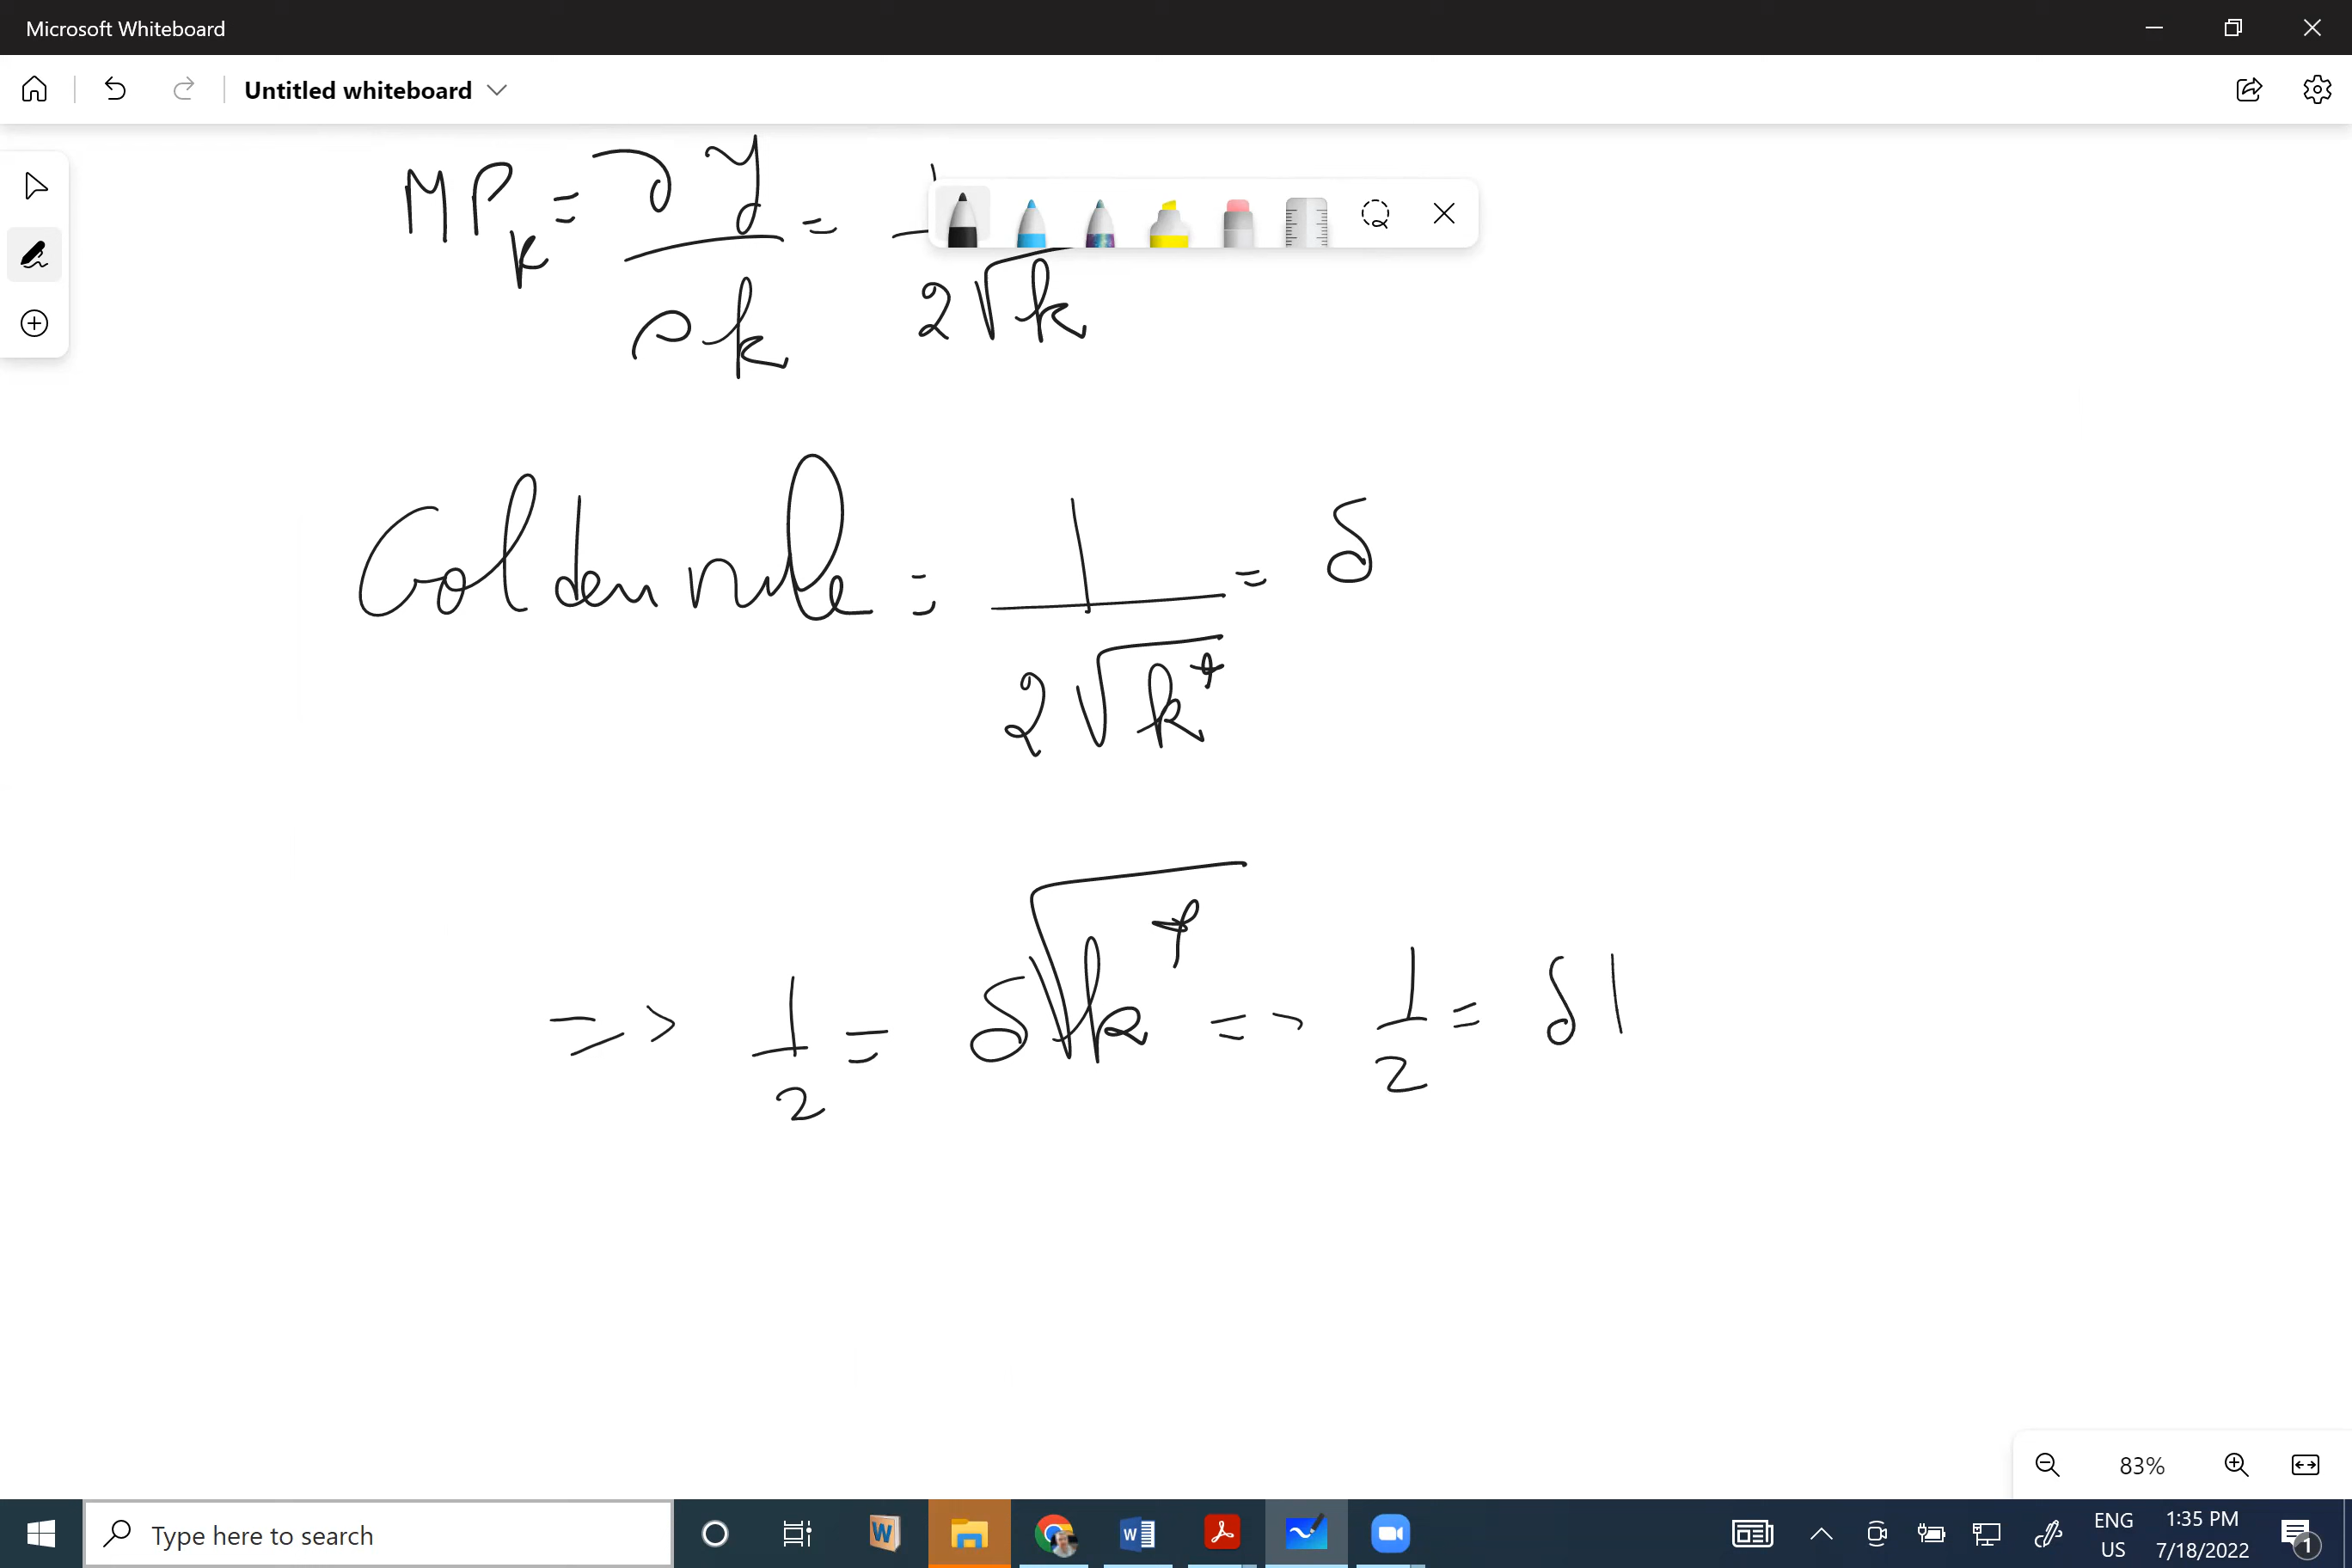 Microsoft Whiteboard
Untitled whiteboard
MP_k = ∂y/∂k = 1/(2√k)
Golden rule: 1/(2√k*) = δ
=> 1/2 = δ√k* => 1/2 = δ|
83%
Type here to search
W
W
ENG
US
1:35 PM
7/18/2022
1